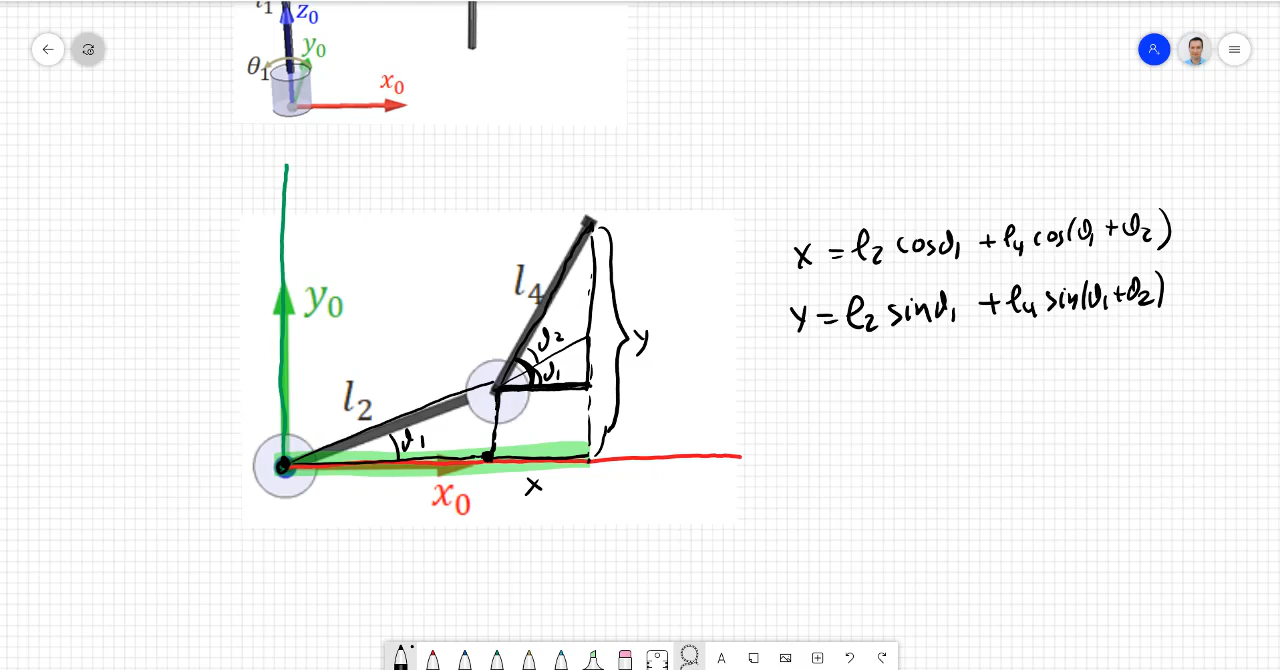 l₁
z₀
y₀
θ₁
x₀
y₀
l₄
l₂
ϑ₂
ϑ₁
ϑ₁
y
x₀
x
x = l₂ cosϑ₁ + l₄ cos(ϑ₁ + ϑ₂)
y = l₂ sinϑ₁ + l₄ sin(ϑ₁+ϑ₂)
A